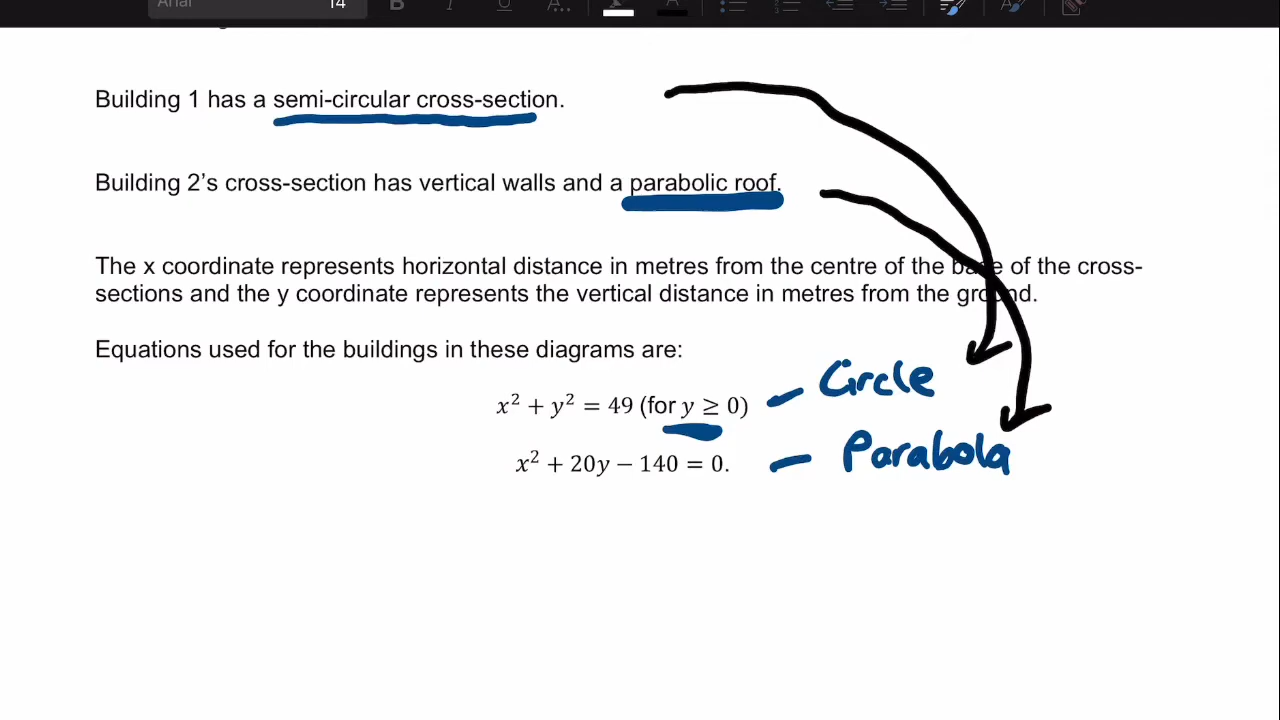 Arial 14 B I U A
Building 1 has a semi-circular cross-section.
Building 2’s cross-section has vertical walls and a parabolic roof.
The x coordinate represents horizontal distance in metres from the centre of the base of the cross-
sections and the y coordinate represents the vertical distance in metres from the ground.
Equations used for the buildings in these diagrams are:
x² + y² = 49 (for y ≥ 0) – Circle
x² + 20y − 140 = 0. – Parabola